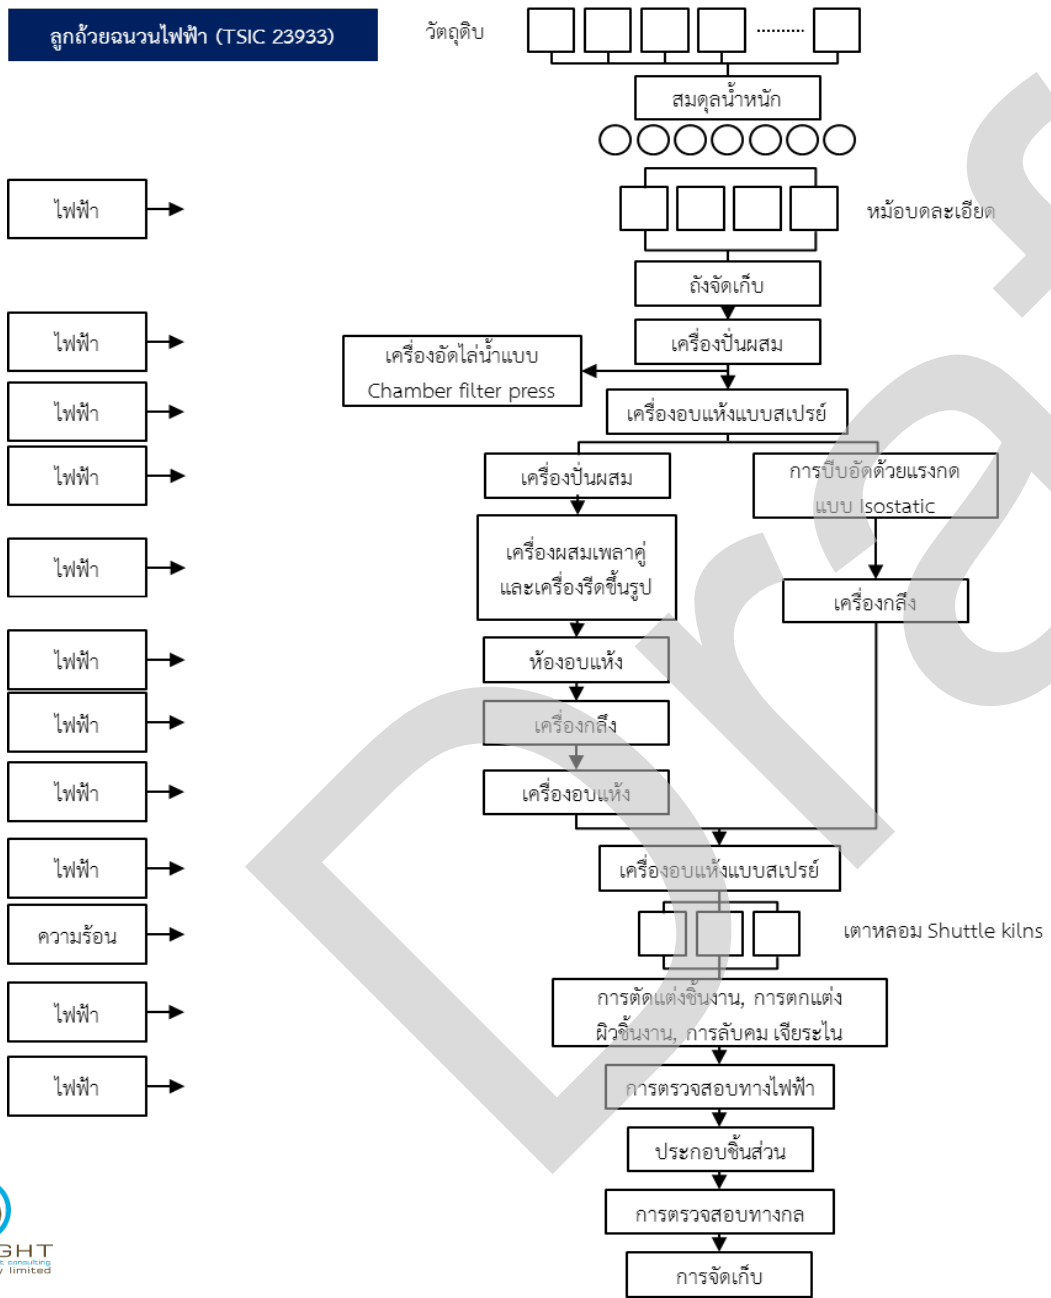 ลูกถ้วยฉนวนไฟฟ้า (TSIC 23933)
วัตถุดิบ
สมดุลน้ำหนัก
ไฟฟ้า
หม้อบดละเอียด
ถังจัดเก็บ
ไฟฟ้า
เครื่องปั่นผสม
เครื่องอัดไล่น้ำแบบ
Chamber filter press
ไฟฟ้า
เครื่องอบแห้งแบบสเปรย์
ไฟฟ้า
เครื่องปั่นผสม
การบีบอัดด้วยแรงกด
แบบ Isostatic
ไฟฟ้า
เครื่องผสมเพลาคู่
และเครื่องรีดขึ้นรูป
เครื่องกลึง
ไฟฟ้า
ห้องอบแห้ง
ไฟฟ้า
เครื่องกลึง
ไฟฟ้า
เครื่องอบแห้ง
ไฟฟ้า
เครื่องอบแห้งแบบสเปรย์
ความร้อน
เตาหลอม Shuttle kilns
ไฟฟ้า
การตัดแต่งชิ้นงาน, การตกแต่ง
ผิวชิ้นงาน, การลับคม เจียระไน
ไฟฟ้า
การตรวจสอบทางไฟฟ้า
ประกอบชิ้นส่วน
การตรวจสอบทางกล
การจัดเก็บ
Draf
GHT
t consulting
y limited